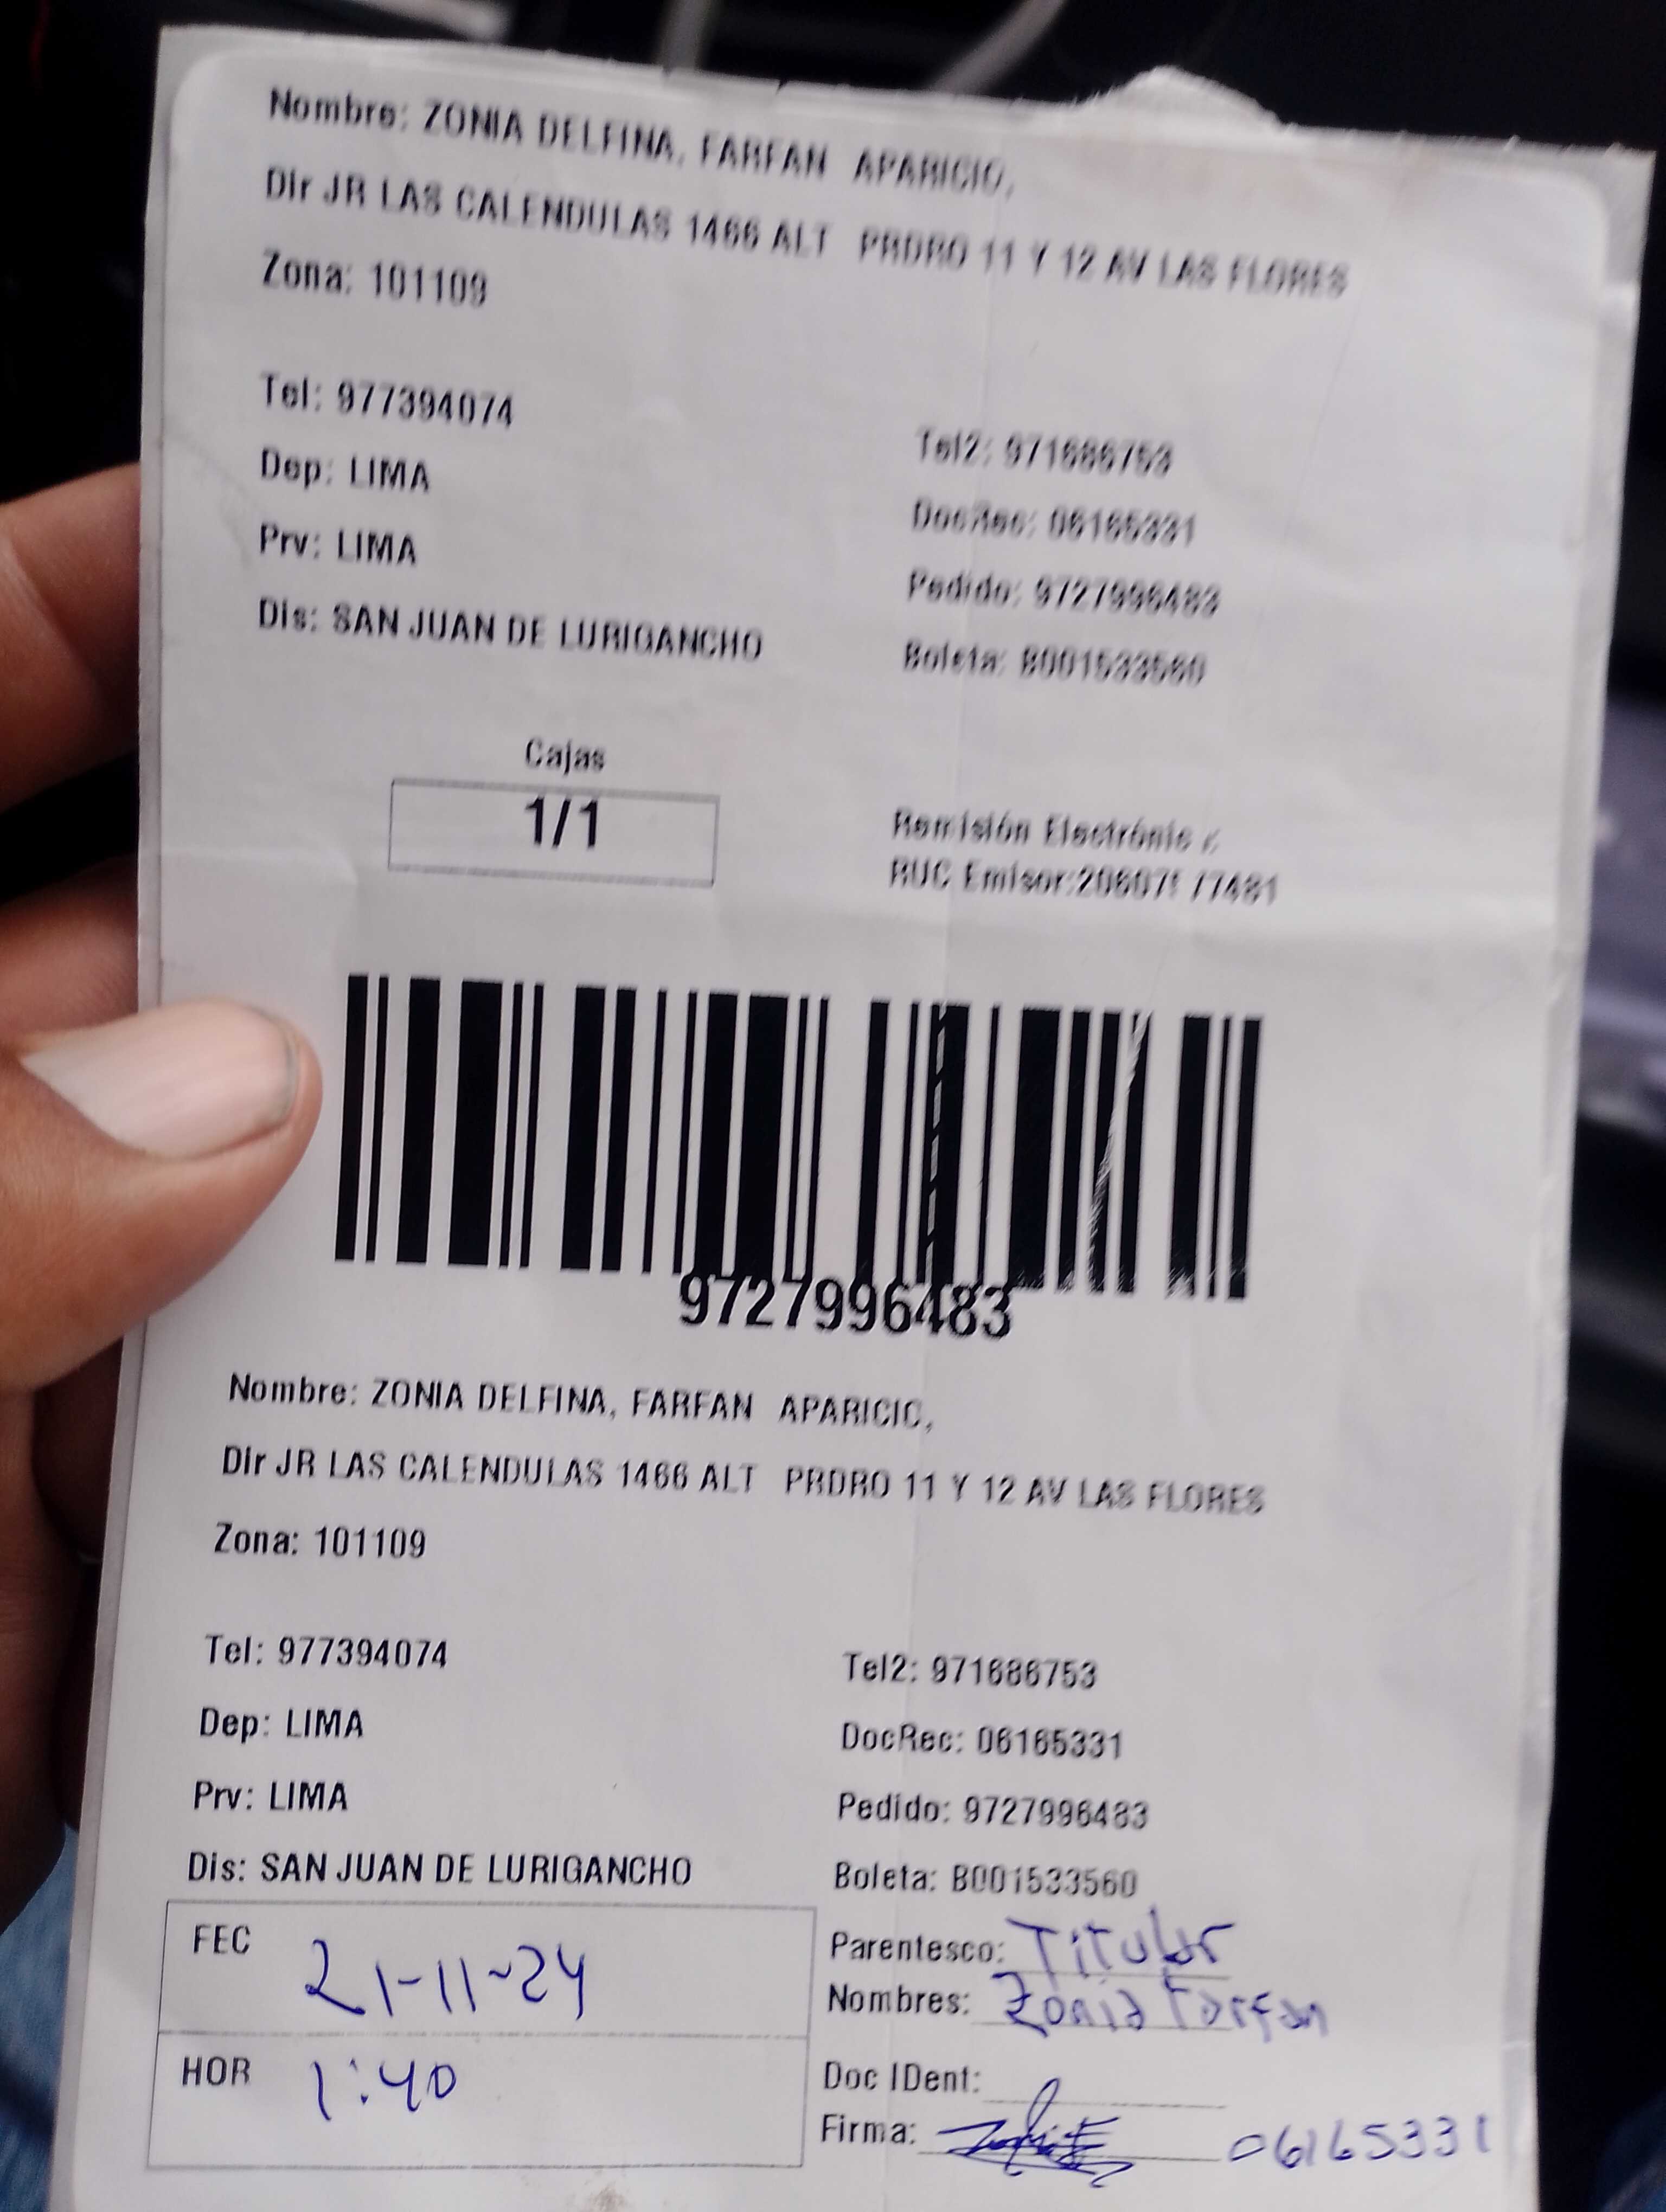 Nombre: ZONIA DELFINA, FARFAN APARICIO,
Dir JR LAS CALENDULAS 1466 ALT PRDRO 11 Y 12 AV LAS FLORES
Zona: 101109
Tel: 977394074
Tel2: 971686753
Dep: LIMA
DocRec: 06165331
Prv: LIMA
Pedido: 9727996483
Dis: SAN JUAN DE LURIGANCHO
Boleta: B001533560
Cajas
1/1
Remisión Electrónic
RUC Emisor:
9727996483
Nombre: ZONIA DELFINA, FARFAN APARICIO,
Dir JR LAS CALENDULAS 1466 ALT PRDRO 11 Y 12 AV LAS FLORES
Zona: 101109
Tel: 977394074
Tel2: 971686753
Dep: LIMA
DocRec: 06165331
Prv: LIMA
Pedido: 9727996483
Dis: SAN JUAN DE LURIGANCHO
Boleta: B001533560
FEC 21-11-24
Parentesco: Titular
Nombres: Zonia Farfan
HOR 1:40
Doc IDent:
Firma: 06165331